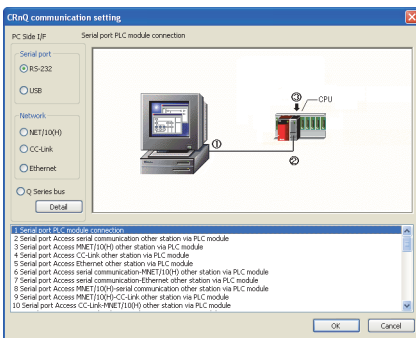 CRnQ communication setting
PC Side I/F
Serial port PLC module connection
Serial port
RS-232
USB
Network
NET/10(H)
CC-Link
Ethernet
Q Series bus
Detail
③
CPU
①
②
1 Serial port PLC module connection
2 Serial port Access serial communication other station via PLC module
3 Serial port Access MNET/10(H) other station via PLC module
4 Serial port Access CC-Link other station via PLC module
5 Serial port Access Ethernet other station via PLC module
6 Serial port Access serial communication-MNET/10(H) other station via PLC module
7 Serial port Access serial communication-Ethernet other station via PLC module
8 Serial port Access MNET/10(H)-serial communication other station via PLC module
9 Serial port Access MNET/10(H)-CC-Link other station via PLC module
10 Serial port Access CC-Link-MNET/10(H) other station via PLC module
OK
Cancel